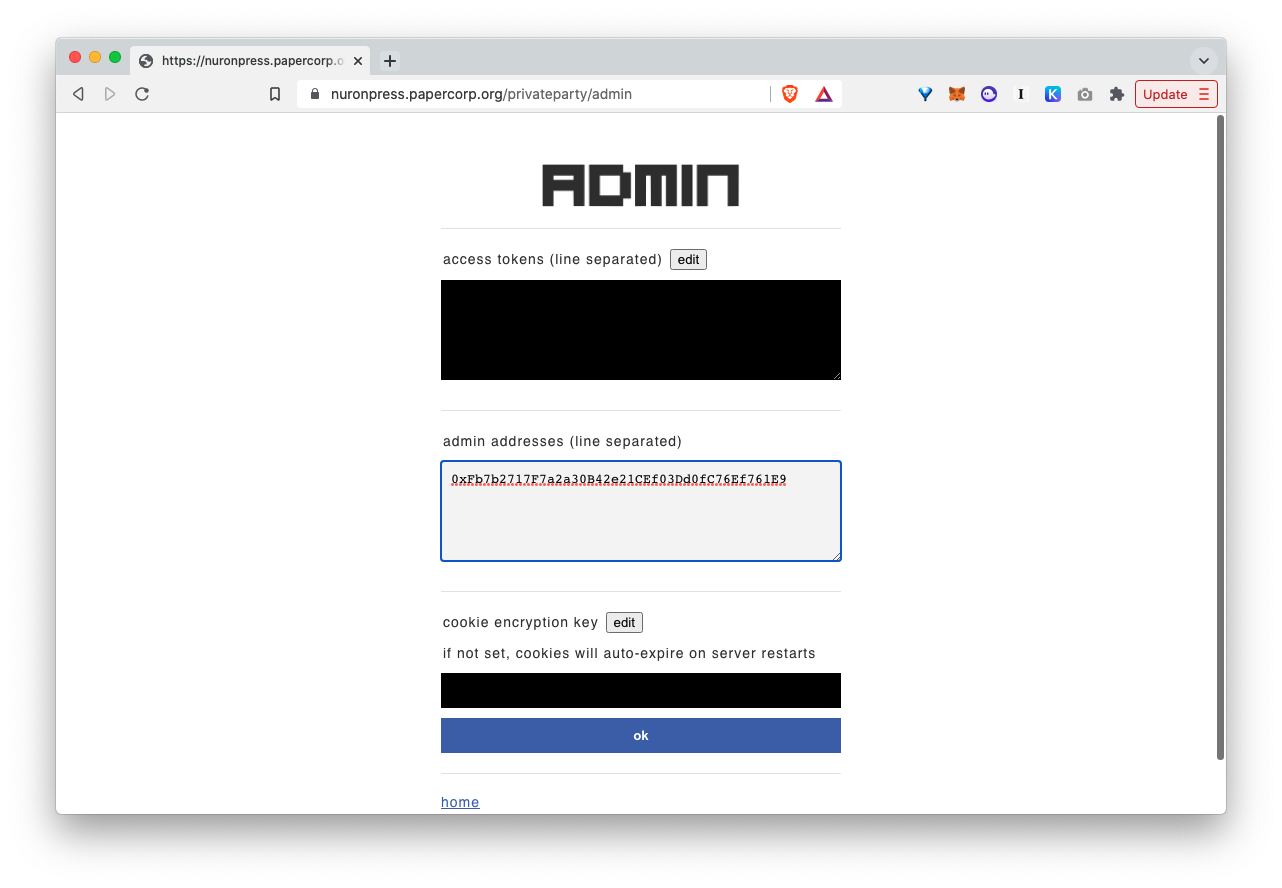 https://nuronpress.papercorp.o
nuronpress.papercorp.org/privateparty/admin
Update
ADMIN
access tokens (line separated) edit
admin addresses (line separated)
0xFb7b2717F7a2a30B42e21CEf03Dd0fC76Ef761E9
cookie encryption key edit
if not set, cookies will auto-expire on server restarts
ok
home